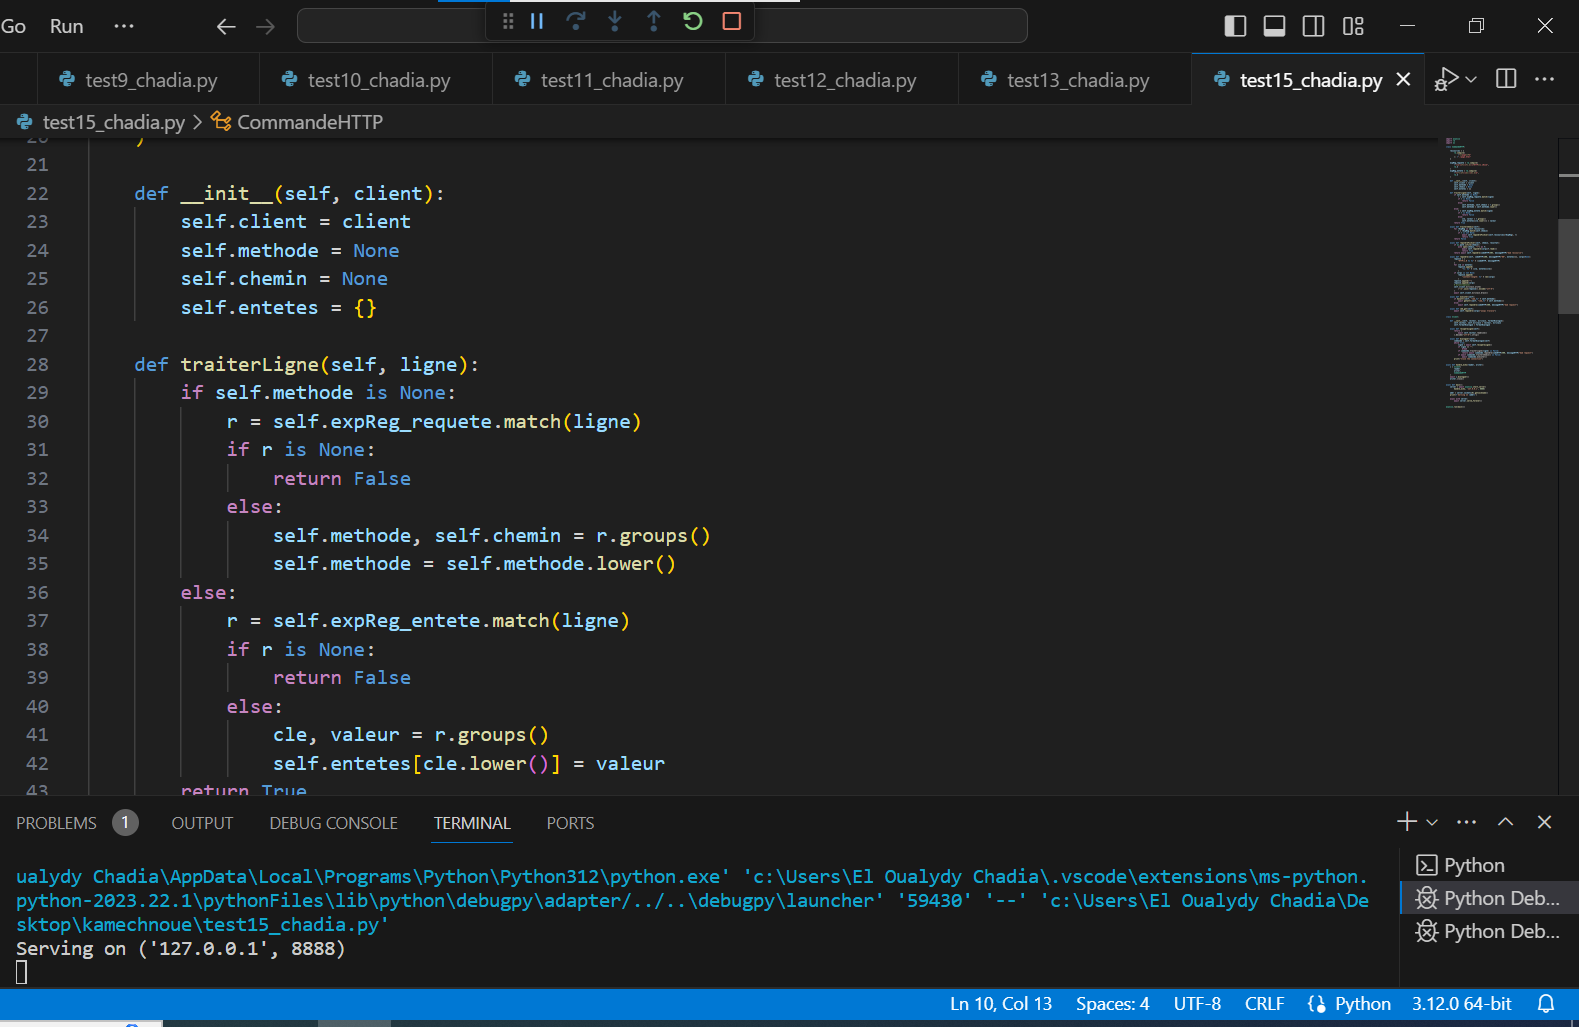 Go Run ···
test9_chadia.py test10_chadia.py test11_chadia.py test12_chadia.py test13_chadia.py test15_chadia.py
test15_chadia.py > CommandeHTTP
20 )
21
22 def __init__(self, client):
23 self.client = client
24 self.methode = None
25 self.chemin = None
26 self.entetes = {}
27
28 def traiterLigne(self, ligne):
29 if self.methode is None:
30 r = self.expReg_requete.match(ligne)
31 if r is None:
32 return False
33 else:
34 self.methode, self.chemin = r.groups()
35 self.methode = self.methode.lower()
36 else:
37 r = self.expReg_entete.match(ligne)
38 if r is None:
39 return False
40 else:
41 cle, valeur = r.groups()
42 self.entetes[cle.lower()] = valeur
43 return True
PROBLEMS 1 OUTPUT DEBUG CONSOLE TERMINAL PORTS
ualydy Chadia\AppData\Local\Programs\Python\Python312\python.exe' 'c:\Users\El Oualydy Chadia\.vscode\extensions\ms-python.
python-2023.22.1\pythonFiles\lib\python\debugpy\adapter/../..\debugpy\launcher' '59430' '--' 'c:\Users\El Oualydy Chadia\De
sktop\kamechnoue\test15_chadia.py'
Serving on ('127.0.0.1', 8888)
Python
Python Deb...
Python Deb...
Ln 10, Col 13 Spaces: 4 UTF-8 CRLF Python 3.12.0 64-bit